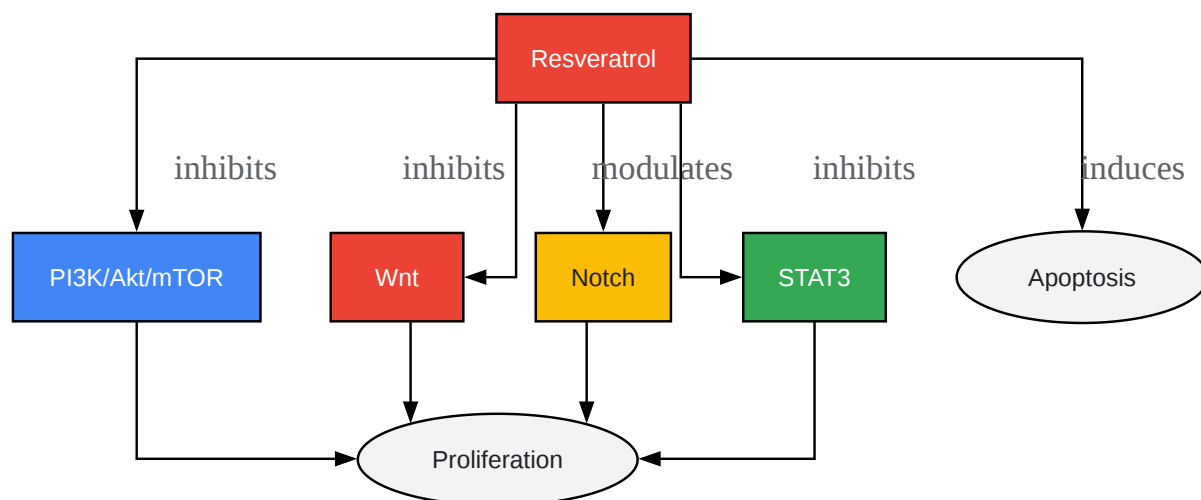 Resveratrol
inhibits
inhibits
modulates
inhibits
induces
PI3K/Akt/mTOR
Wnt
Notch
STAT3
Apoptosis
Proliferation